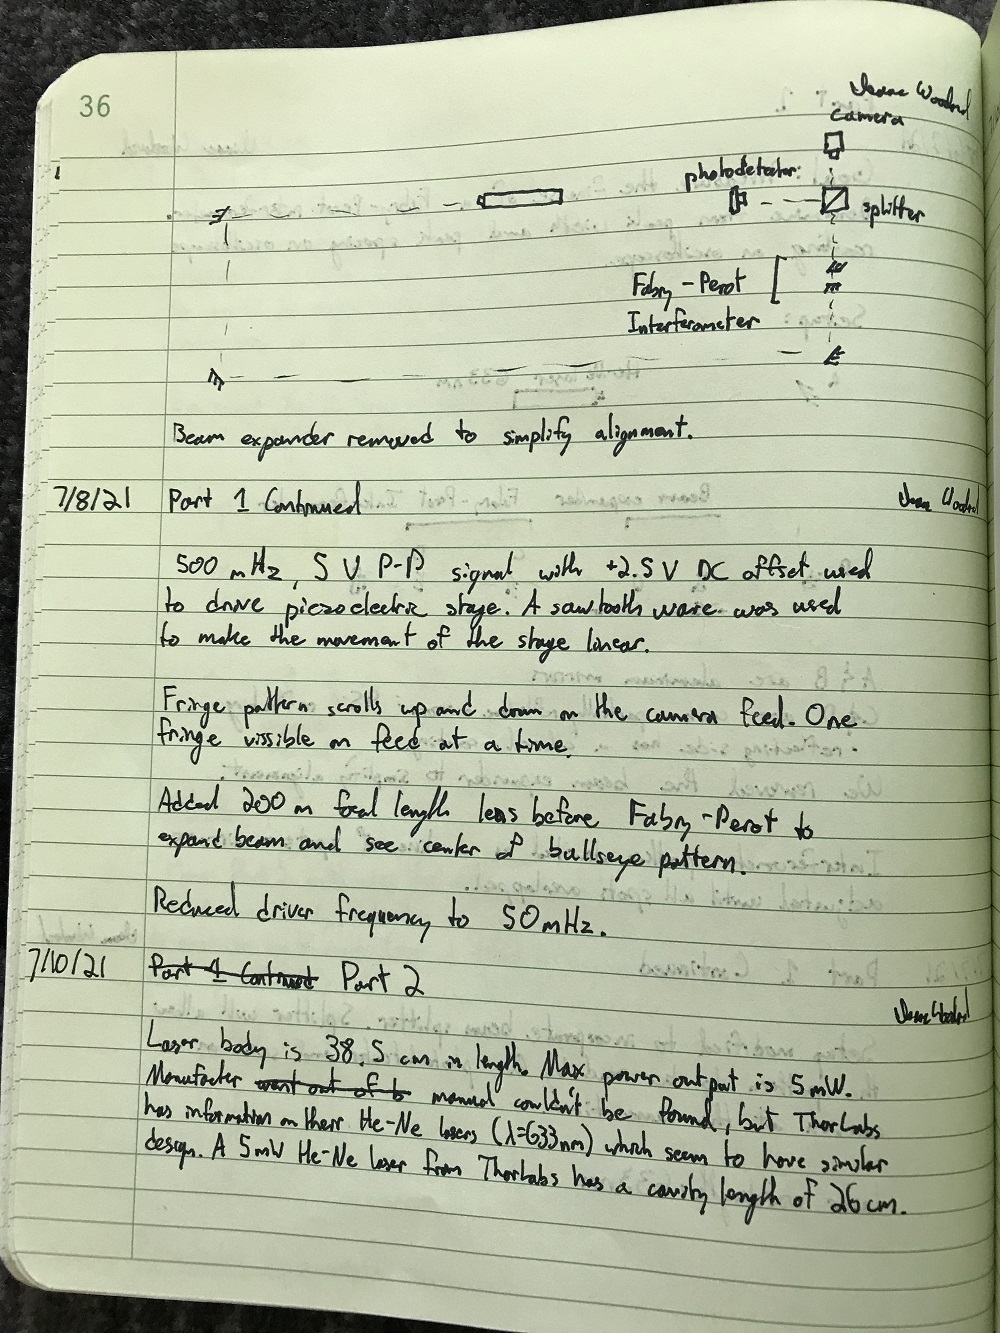 36
camera
photodetector:
splitter
Fabry-Perot
Interferometer
Beam expander removed to simplify alignment.
7/8/21 Part 1 Continued
500 mHz, 5 V P-P signal with +2.5 V DC offset used
to drive piezoelectric stage. A sawtooth wave was used
to make the movement of the stage linear.
Fringe pattern scrolls up and down on the camera feed. One
fringe vissible on feed at a time.
Added 200 m focal length lens before Fabry-Perot to
expand beam and see center of bullseye pattern.
Reduced driver frequency to 50 mHz.
7/10/21 Part 1 Continued Part 2
Laser body is 38.5 cm in length. Max power output is 5 mW.
Manufacter went out of b manual couldn't be found, but ThorLabs
has information on their He-Ne lasers (λ=633nm) which seem to have similar
design. A 5mW He-Ne laser from ThorLabs has a cavity length of 26 cm.